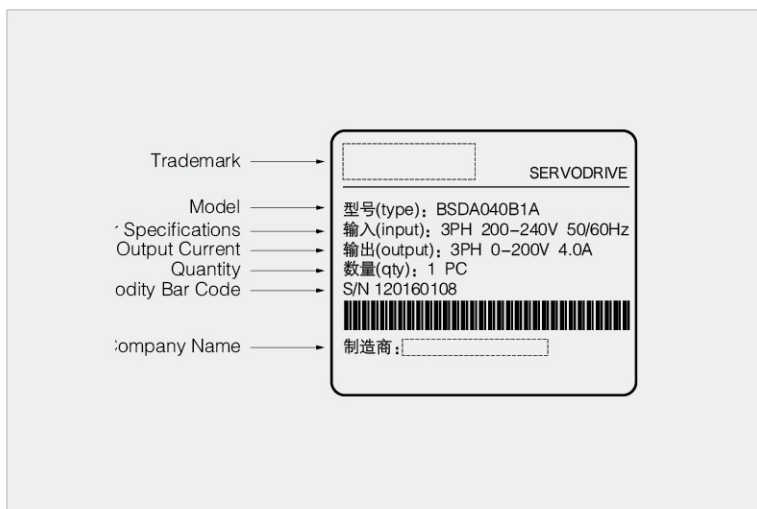 Trademark
SERVODRIVE
Model
型号(type): BSDA040B1A
Specifications
输入(input): 3PH 200-240V 50/60Hz
Output Current
输出(output): 3PH 0-200V 4.0A
Quantity
数量(qty): 1 PC
odity Bar Code
S/N 120160108
ompany Name
制造商: